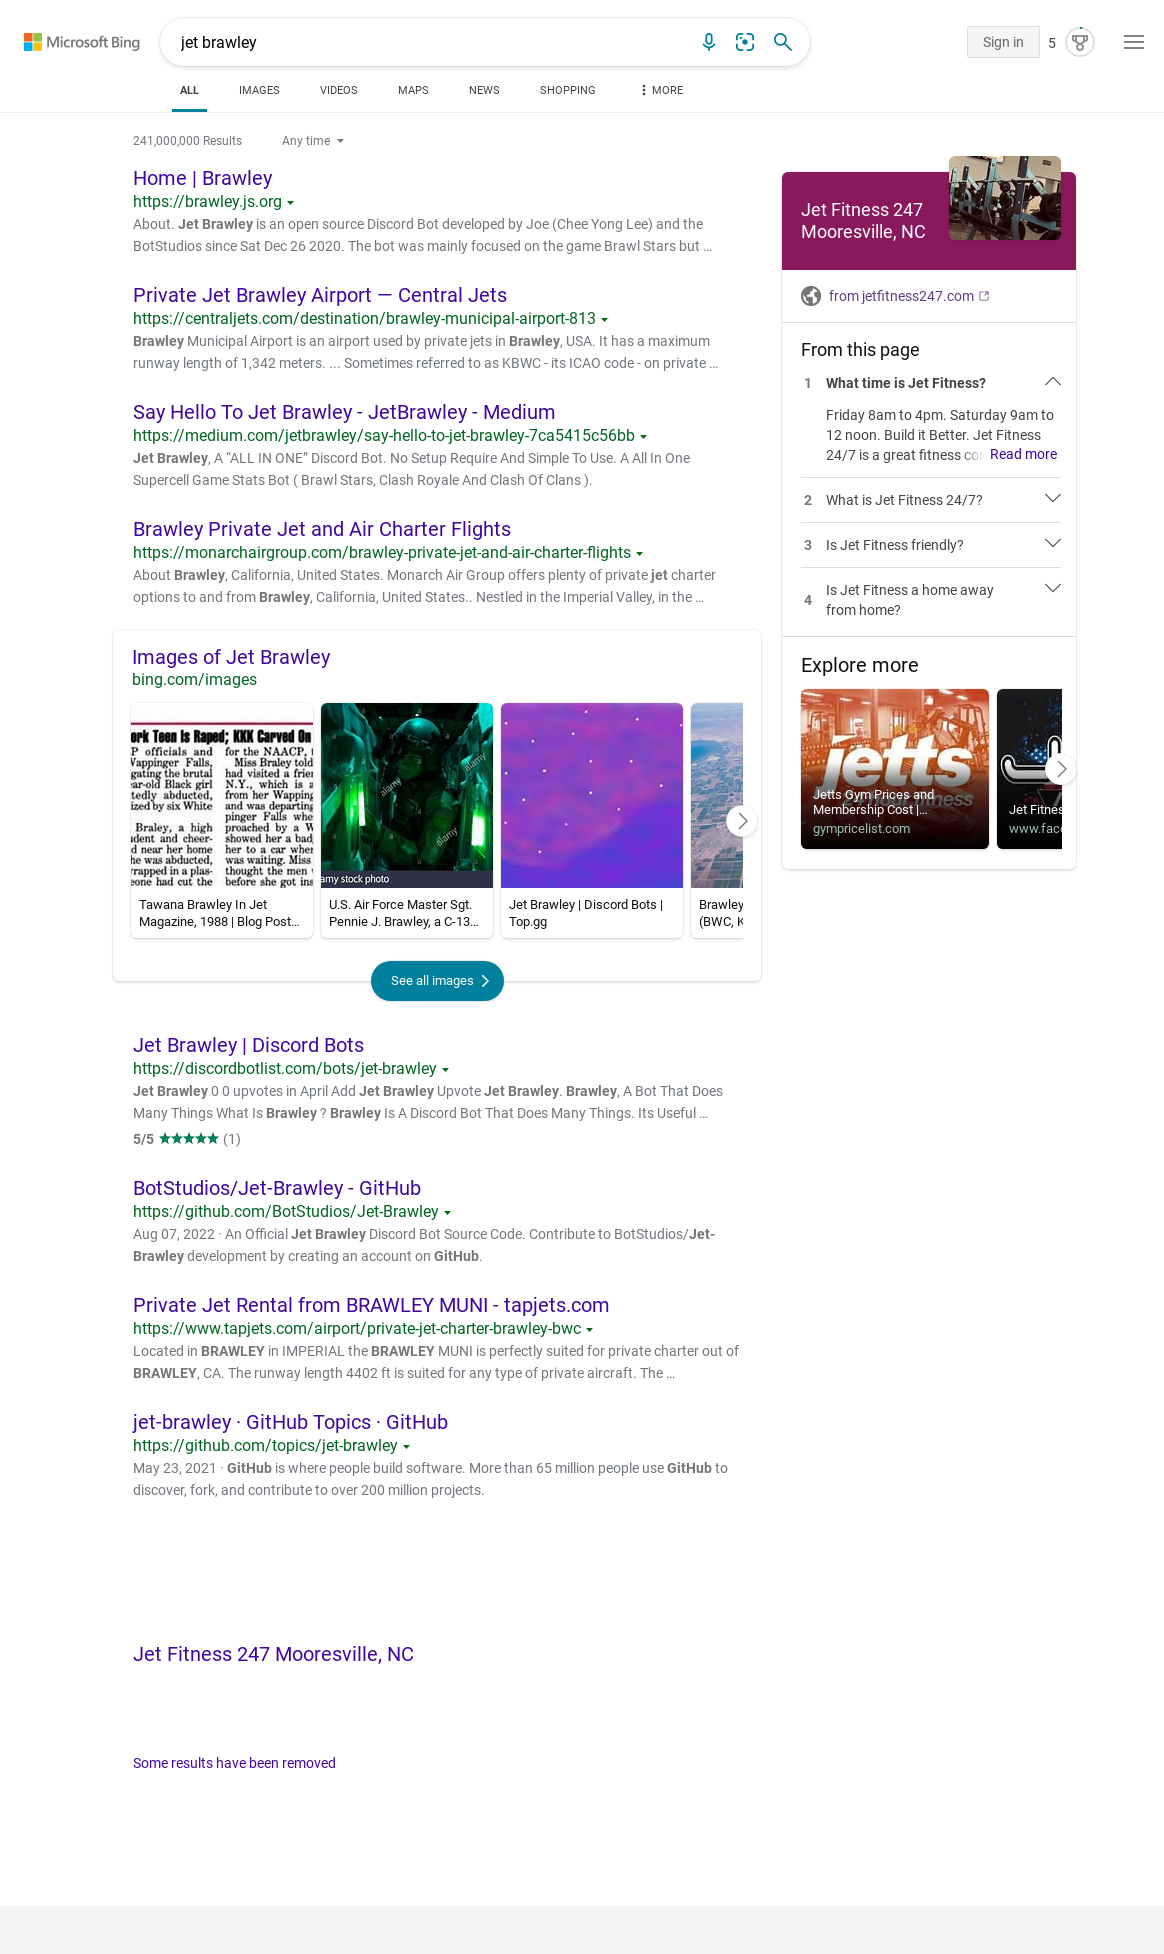 Microsoft Bing
jet brawley
Sign in
5
ALL
IMAGES
VIDEOS
MAPS
NEWS
SHOPPING
MORE
241,000,000 Results
Any time
Home | Brawley
https://brawley.js.org
About. Jet Brawley is an open source Discord Bot developed by Joe (Chee Yong Lee) and the
BotStudios since Sat Dec 26 2020. The bot was mainly focused on the game Brawl Stars but …
Private Jet Brawley Airport — Central Jets
https://centraljets.com/destination/brawley-municipal-airport-813
Brawley Municipal Airport is an airport used by private jets in Brawley, USA. It has a maximum
runway length of 1,342 meters. ... Sometimes referred to as KBWC - its ICAO code - on private …
Say Hello To Jet Brawley - JetBrawley - Medium
https://medium.com/jetbrawley/say-hello-to-jet-brawley-7ca5415c56bb
Jet Brawley, A “ALL IN ONE” Discord Bot. No Setup Require And Simple To Use. A All In One
Supercell Game Stats Bot ( Brawl Stars, Clash Royale And Clash Of Clans ).
Brawley Private Jet and Air Charter Flights
https://monarchairgroup.com/brawley-private-jet-and-air-charter-flights
About Brawley, California, United States. Monarch Air Group offers plenty of private jet charter
options to and from Brawley, California, United States.. Nestled in the Imperial Valley, in the …
Images of Jet Brawley
bing.com/images
ork Teen Is Raped; KKK Carved On
P officials and
Wappinger Falls,
gating the brutal
ear-old Black girl
tedly abducted,
ized by six White
Braley, a high
dent and cheer-
d near her home
he was abducted,
wrapped in a plas-
eone had cut the
for the NAACP, t
Miss Braley told
had visited a frien
N.Y., which is a
from her Wapping
and was departing
pinger Falls when
proached by a W
showed her a bad
her to a car wher
was waiting. Miss
thought the men v
before she got ins
alamy
alamy
alamy
amy stock photo
Tawana Brawley In Jet
Magazine, 1988 | Blog Post…
U.S. Air Force Master Sgt.
Pennie J. Brawley, a C-13…
Jet Brawley | Discord Bots |
Top.gg
Brawley
(BWC, K
See all images
Jet Brawley | Discord Bots
https://discordbotlist.com/bots/jet-brawley
Jet Brawley 0 0 upvotes in April Add Jet Brawley Upvote Jet Brawley. Brawley, A Bot That Does
Many Things What Is Brawley ? Brawley Is A Discord Bot That Does Many Things. Its Useful …
5/5 ★★★★★ (1)
BotStudios/Jet-Brawley - GitHub
https://github.com/BotStudios/Jet-Brawley
Aug 07, 2022 · An Official Jet Brawley Discord Bot Source Code. Contribute to BotStudios/Jet-
Brawley development by creating an account on GitHub.
Private Jet Rental from BRAWLEY MUNI - tapjets.com
https://www.tapjets.com/airport/private-jet-charter-brawley-bwc
Located in BRAWLEY in IMPERIAL the BRAWLEY MUNI is perfectly suited for private charter out of
BRAWLEY, CA. The runway length 4402 ft is suited for any type of private aircraft. The …
jet-brawley · GitHub Topics · GitHub
https://github.com/topics/jet-brawley
May 23, 2021 · GitHub is where people build software. More than 65 million people use GitHub to
discover, fork, and contribute to over 200 million projects.
Jet Fitness 247 Mooresville, NC
Some results have been removed
Jet Fitness 247
Mooresville, NC
from jetfitness247.com
From this page
1 What time is Jet Fitness?
Friday 8am to 4pm. Saturday 9am to
12 noon. Build it Better. Jet Fitness
24/7 is a great fitness co Read more
2 What is Jet Fitness 24/7?
3 Is Jet Fitness friendly?
4 Is Jet Fitness a home away
from home?
Explore more
jetts
Jetts Gym Prices and
Membership Cost |…
gympricelist.com
Jet Fitnes
www.face